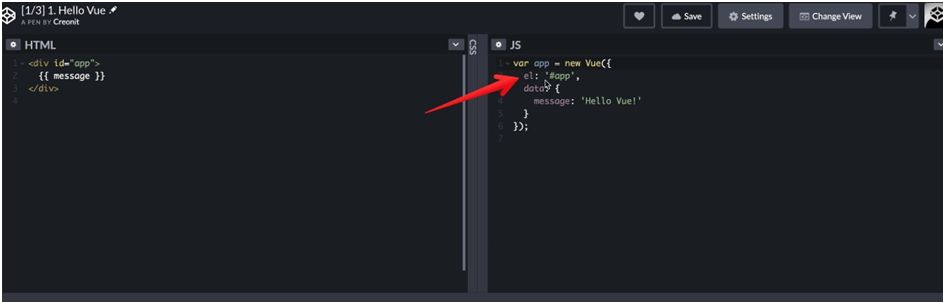 [1/3] 1. Hello Vue
A PEN BY Creonit
Save
Settings
Change View
HTML
CSS
JS
1 <div id="app">
2 {{ message }}
3 </div>
4
1 var app = new Vue({
el: '#app',
data: {
4 message: 'Hello Vue!'
5 }
6 });
7